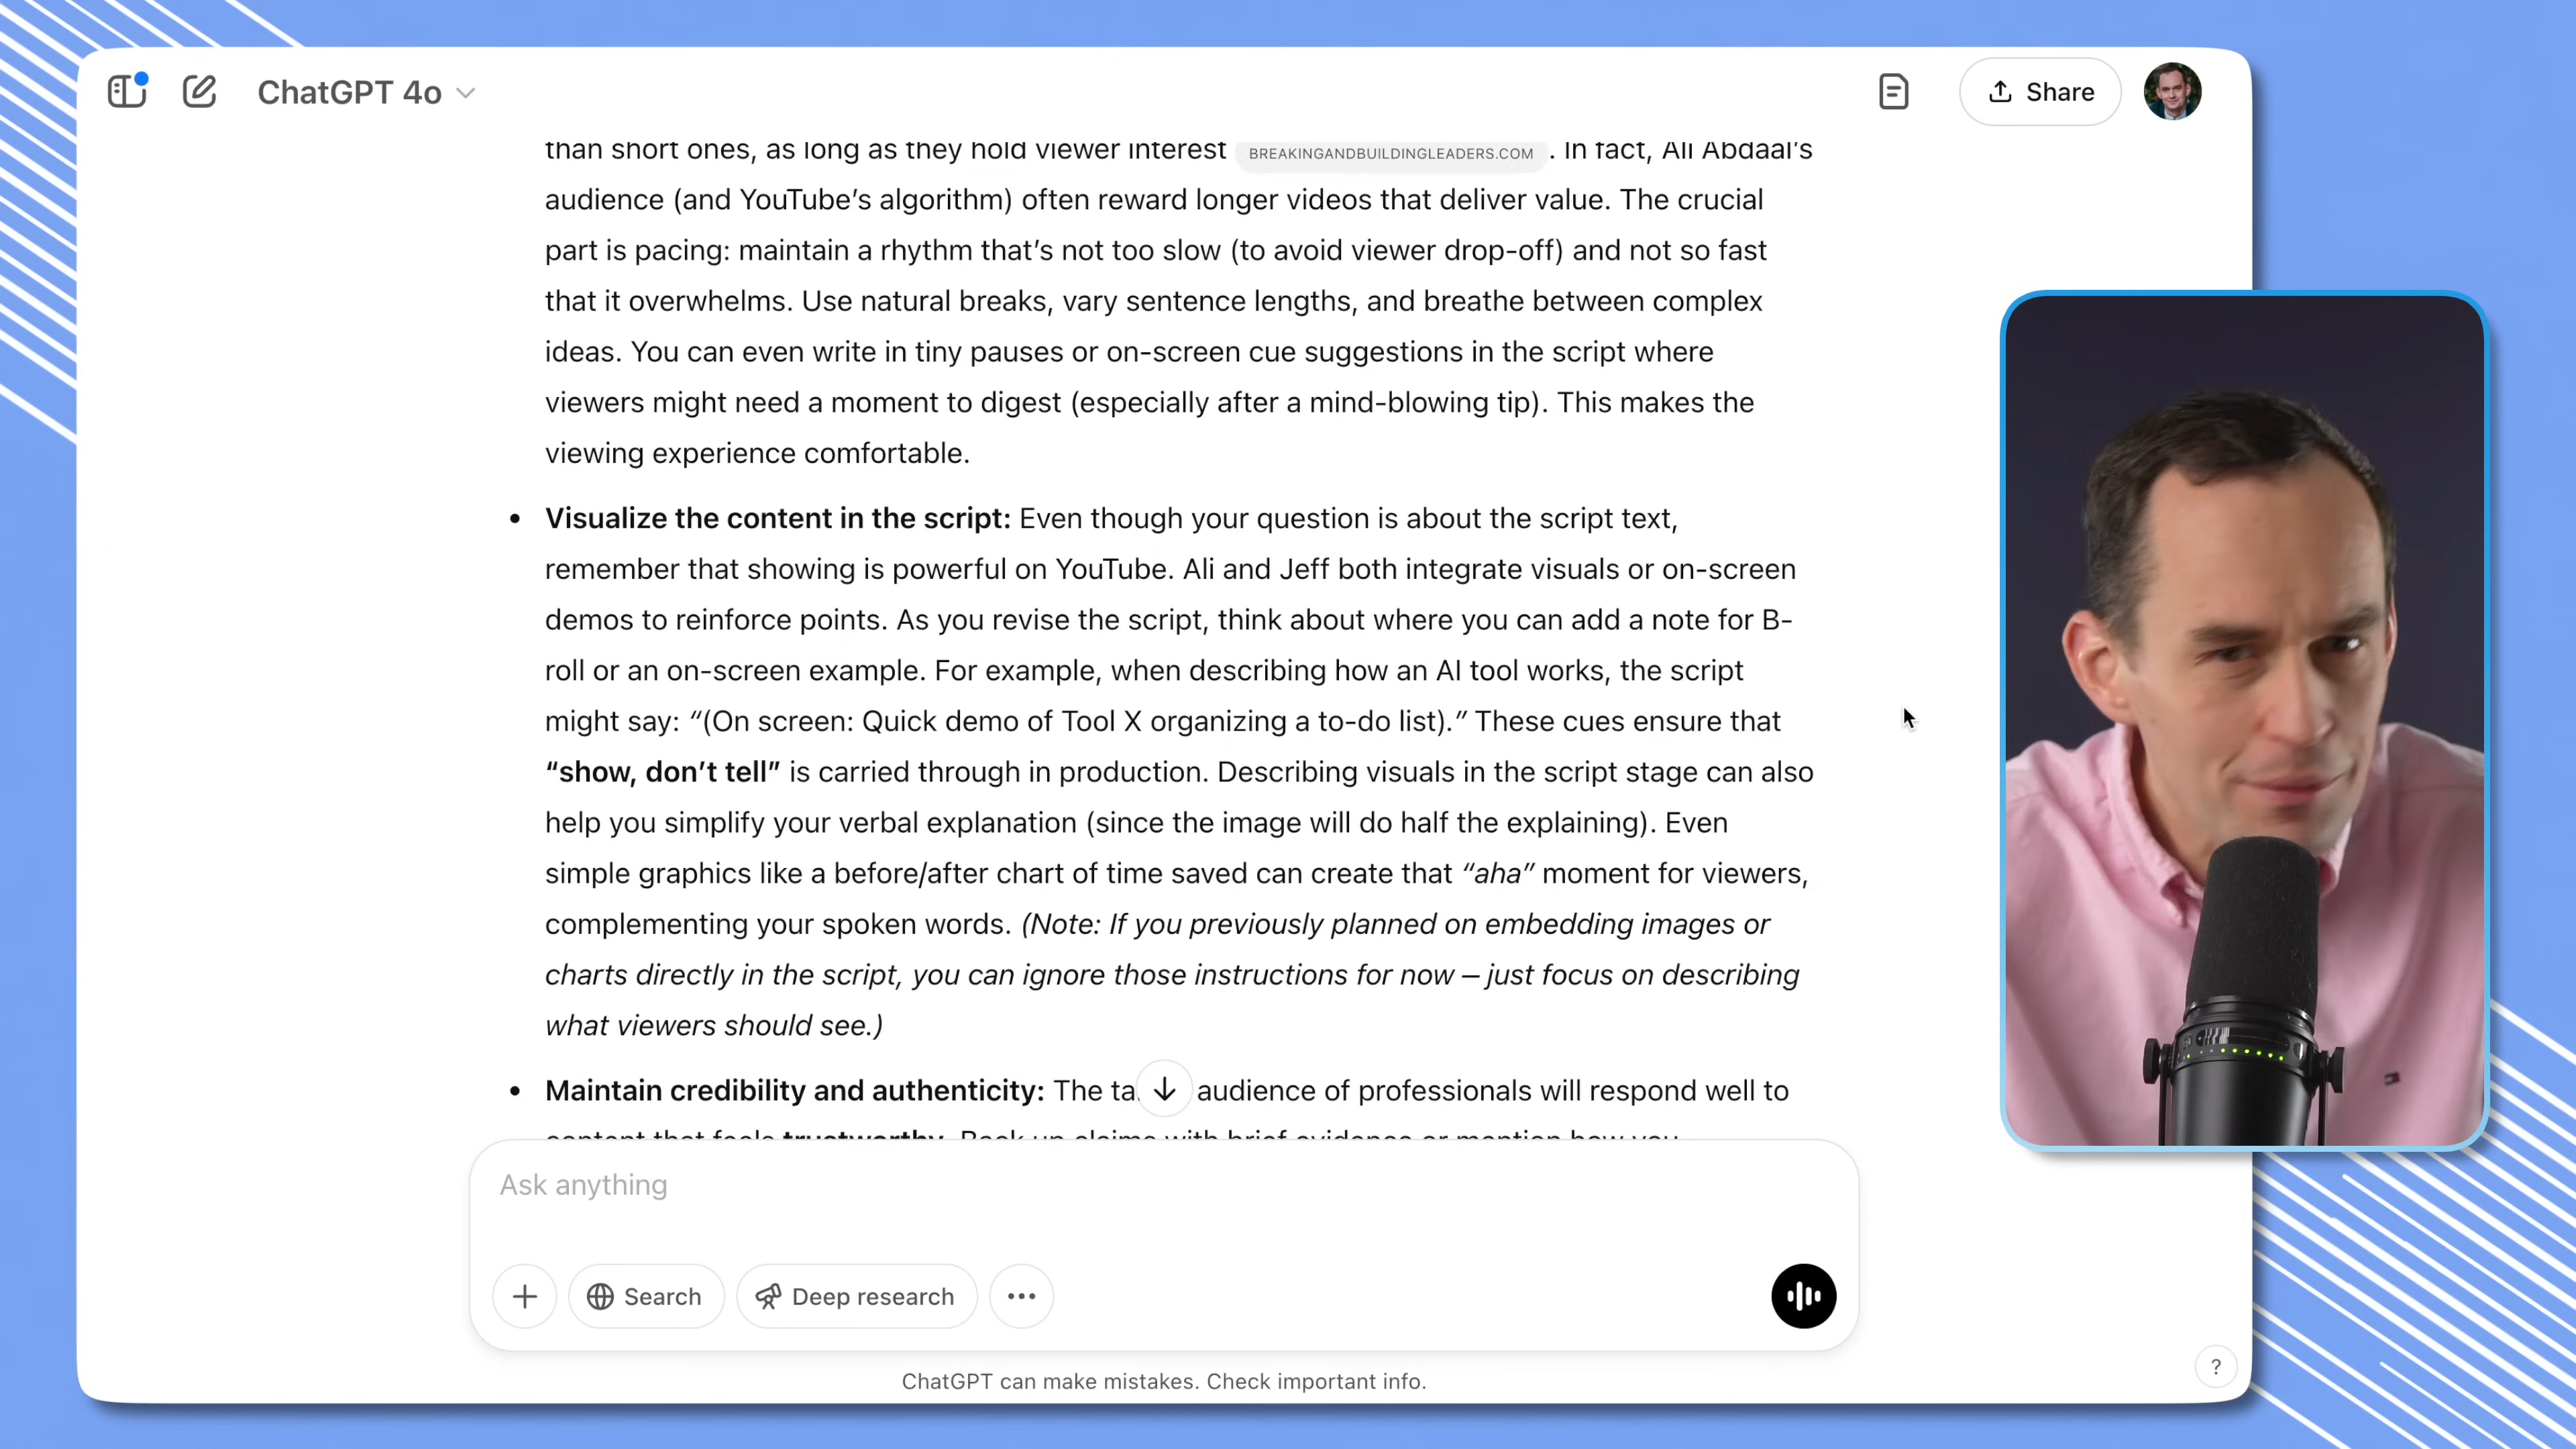 ChatGPT 4o
Share
than short ones, as long as they hold viewer interest BREAKINGANDBUILDINGLEADERS.COM. In fact, Ali Abdaal’s
audience (and YouTube’s algorithm) often reward longer videos that deliver value. The crucial
part is pacing: maintain a rhythm that’s not too slow (to avoid viewer drop-off) and not so fast
that it overwhelms. Use natural breaks, vary sentence lengths, and breathe between complex
ideas. You can even write in tiny pauses or on-screen cue suggestions in the script where
viewers might need a moment to digest (especially after a mind-blowing tip). This makes the
viewing experience comfortable.
• Visualize the content in the script: Even though your question is about the script text,
remember that showing is powerful on YouTube. Ali and Jeff both integrate visuals or on-screen
demos to reinforce points. As you revise the script, think about where you can add a note for B-
roll or an on-screen example. For example, when describing how an AI tool works, the script
might say: “(On screen: Quick demo of Tool X organizing a to-do list).” These cues ensure that
“show, don’t tell” is carried through in production. Describing visuals in the script stage can also
help you simplify your verbal explanation (since the image will do half the explaining). Even
simple graphics like a before/after chart of time saved can create that “aha” moment for viewers,
complementing your spoken words. (Note: If you previously planned on embedding images or
charts directly in the script, you can ignore those instructions for now – just focus on describing
what viewers should see.)
• Maintain credibility and authenticity: The ta audience of professionals will respond well to
content that feels trustworthy. Back up claims with brief evidence or mention how you
Ask anything
Search
Deep research
ChatGPT can make mistakes. Check important info.
?